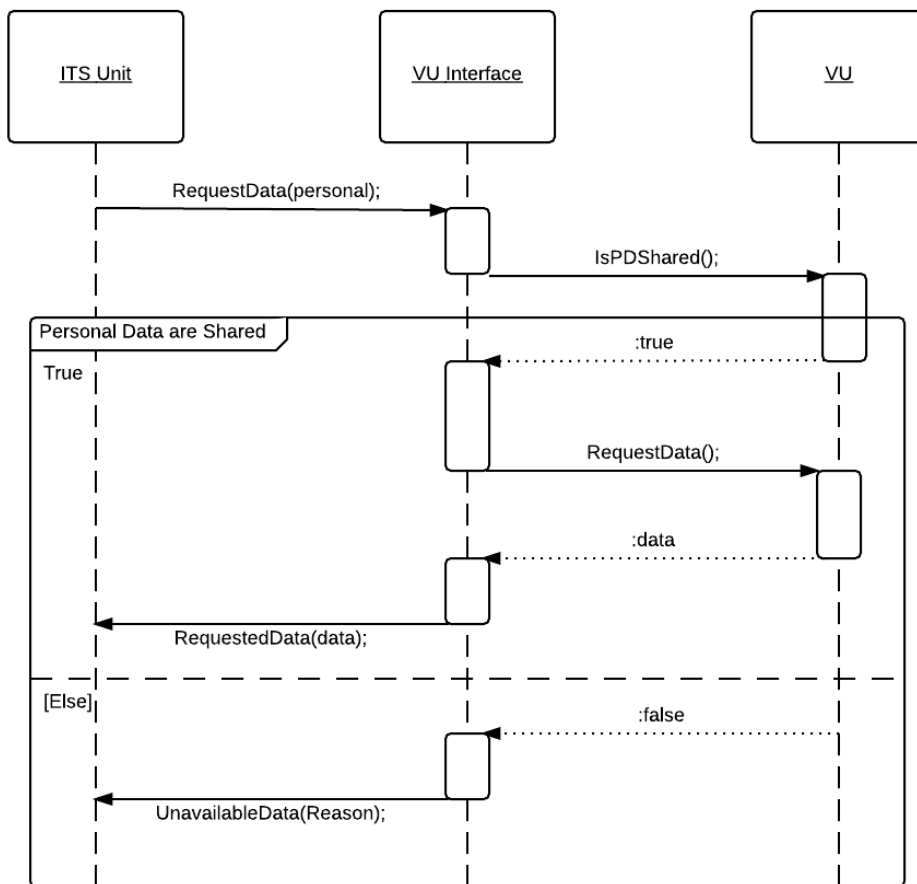 ITS Unit
VU Interface
VU
RequestData(personal);
IsPDShared();
Personal Data are Shared
:true
True
RequestData();
:data
RequestedData(data);
[Else]
:false
UnavailableData(Reason);